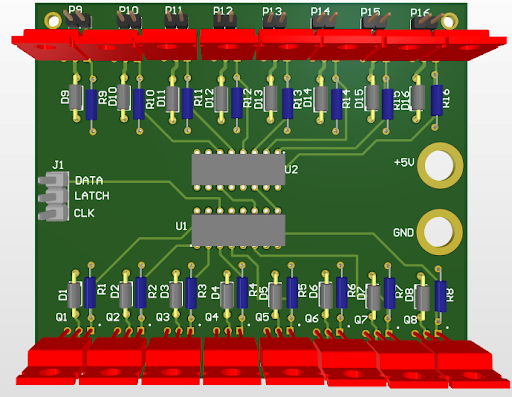 P9 P10 P11 P12 P13 P14 P15 P16
D9 R9 D10 R10 D11 R11 D12 R12 D13 R13 D14 R14 D15 R15 D16 R16
U2
+5V
J1
DATA
LATCH
CLK
U1
GND
D1 R1 D2 R2 D3 R3 D4 R4 D5 R5 D6 R6 D7 R7 D8 R8
Q1 Q2 Q3 Q4 Q5 Q6 Q7 Q8